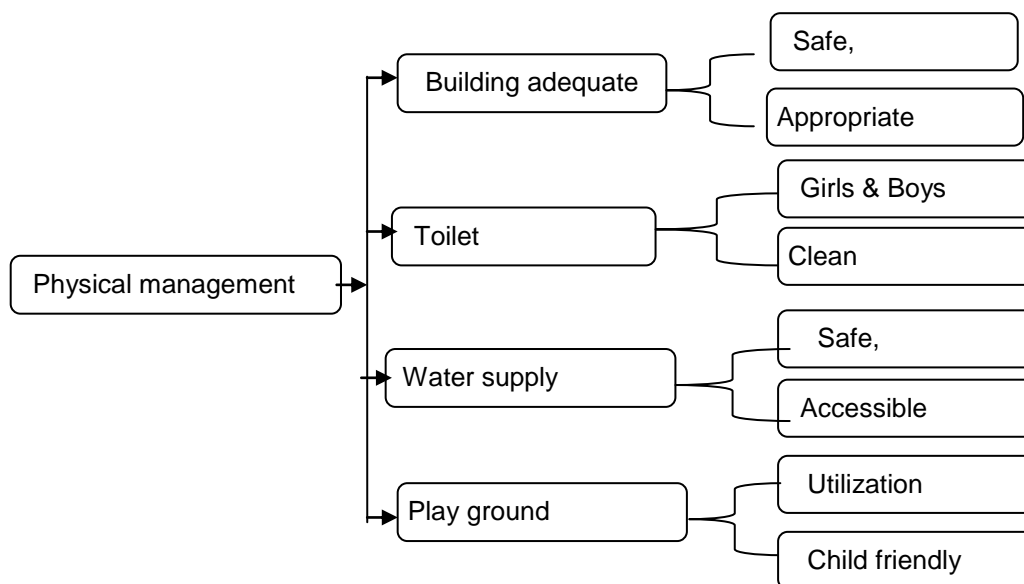 Physical management
Building adequate
Safe,
Appropriate
Toilet
Girls & Boys
Clean
Water supply
Safe,
Accessible
Play ground
Utilization
Child friendly